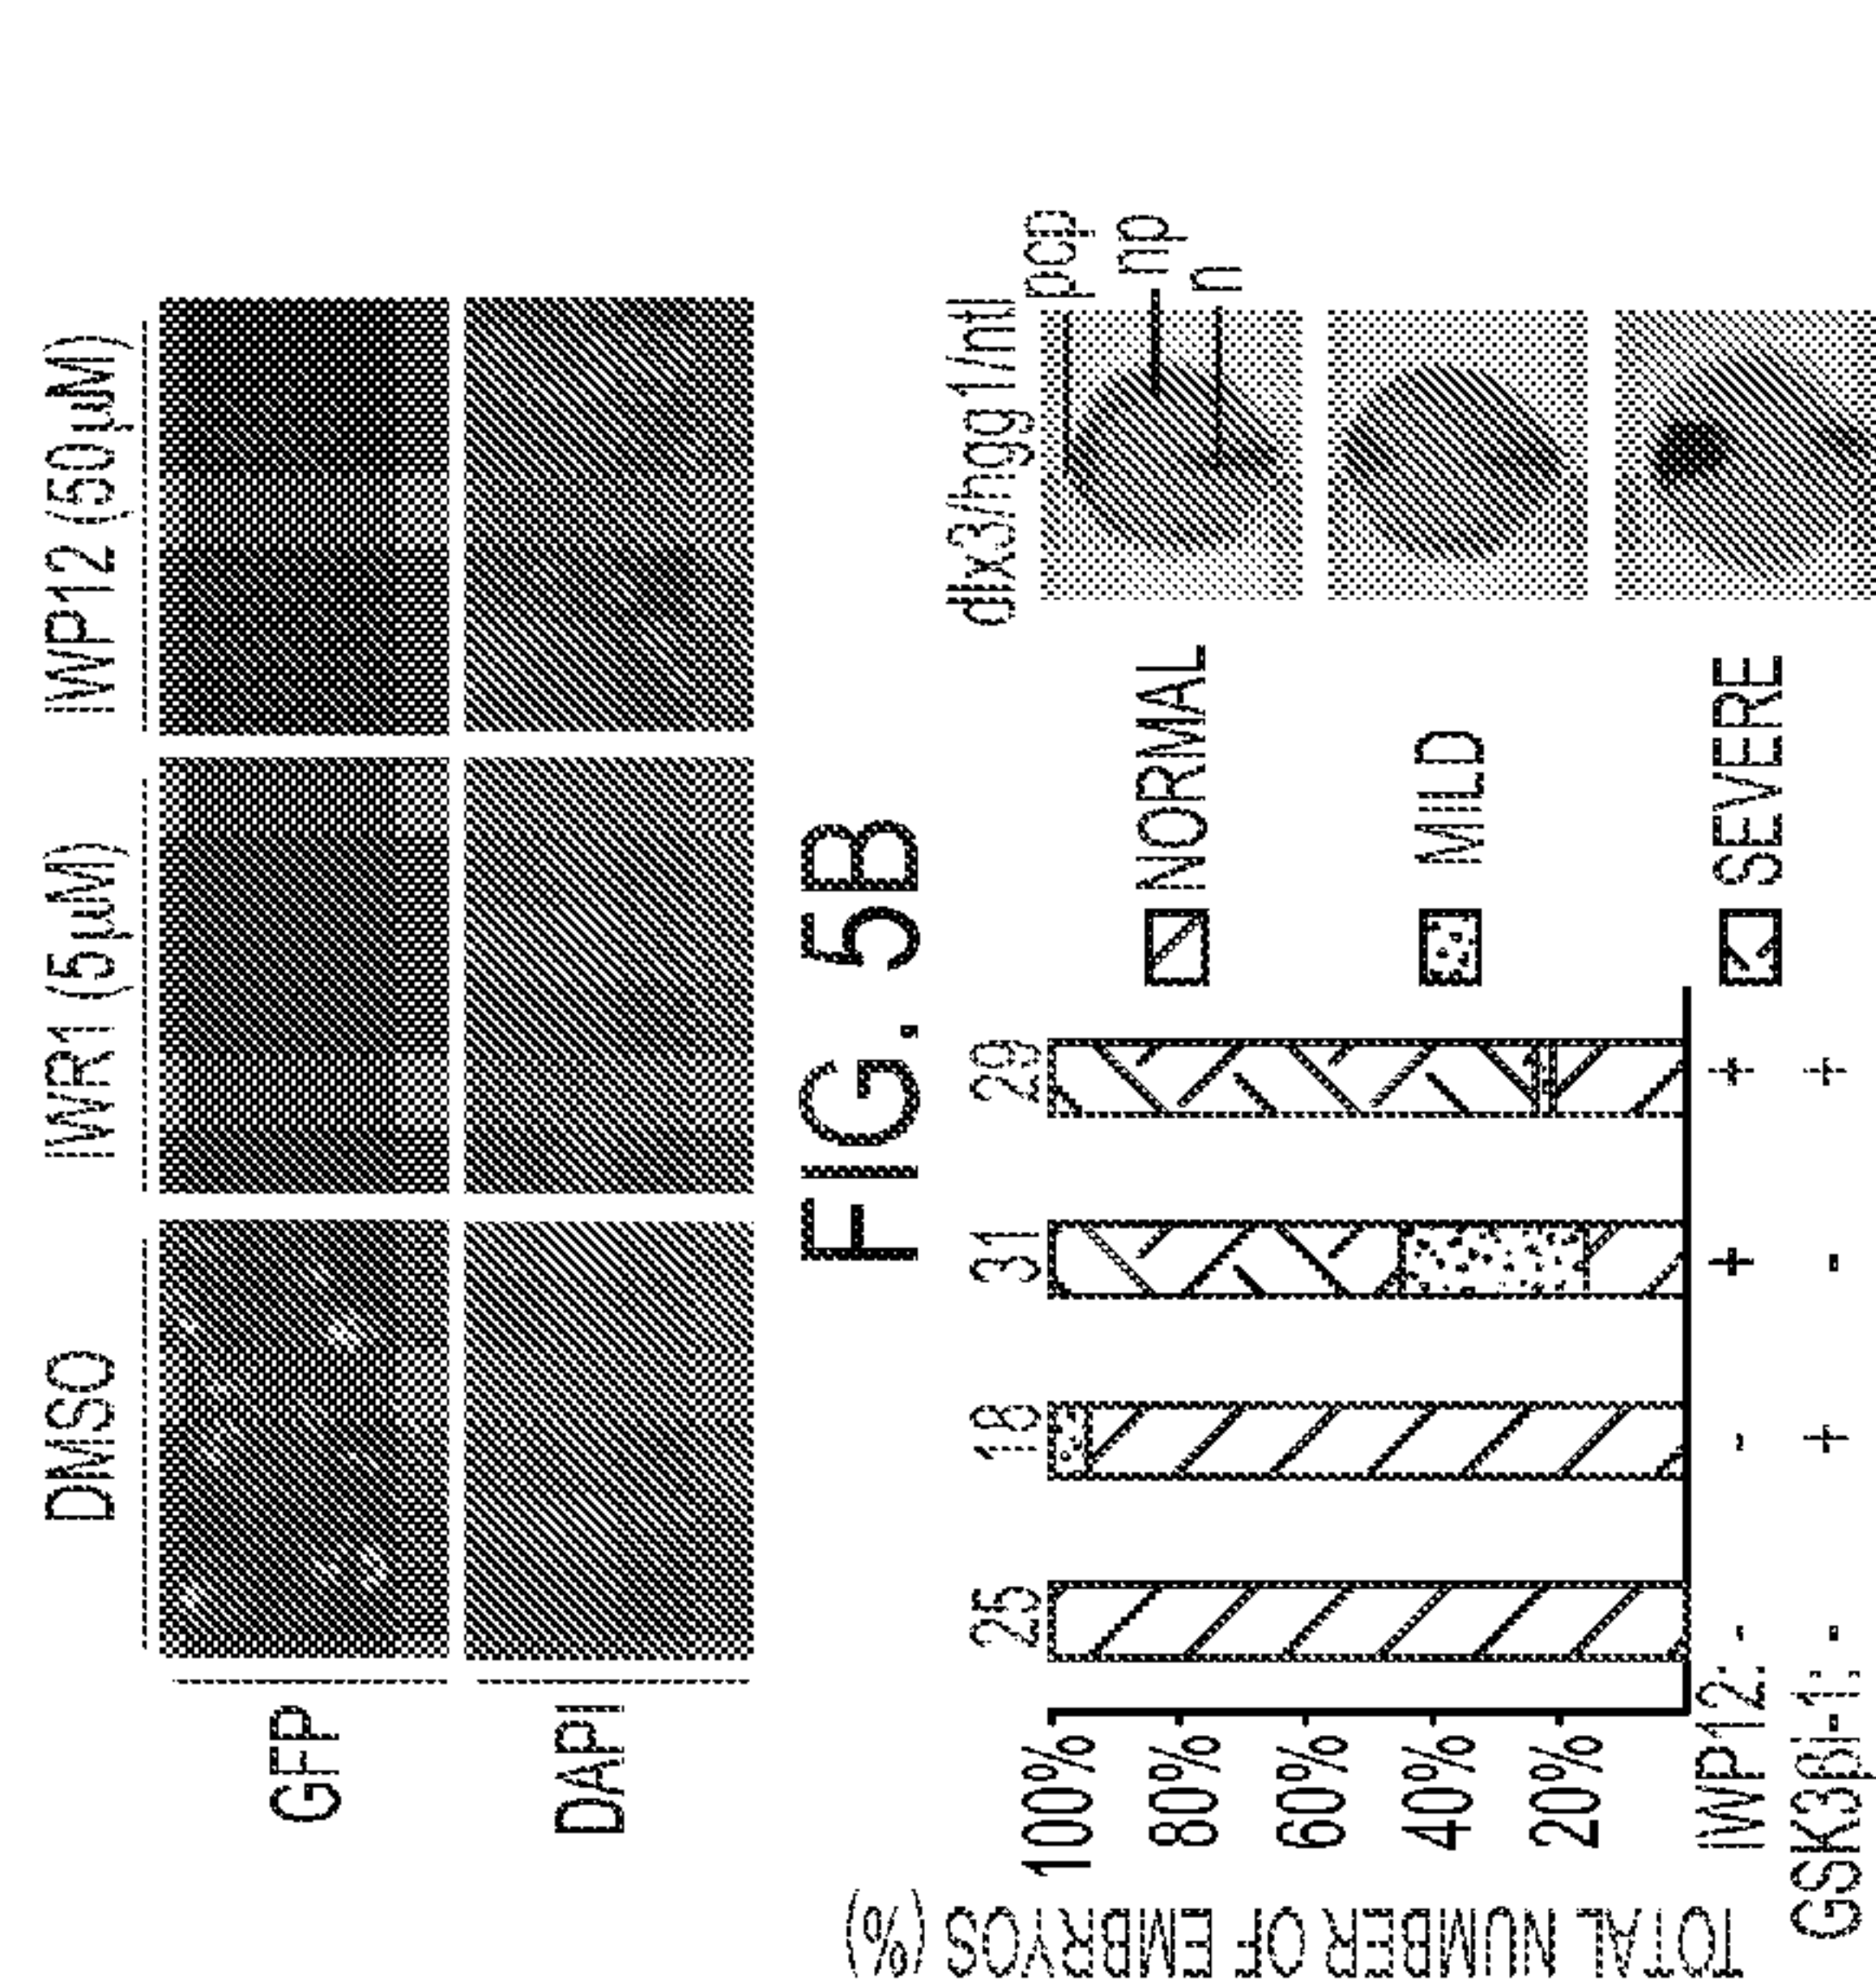 DMSO
IWR1 (5μM)
IWP12 (50μM)
GFP
DAPI
FIG. 5B
TOTAL NUMBER OF EMBRYOS (%)
100%
80%
60%
40%
20%
25
18
31
29
IWP12: - - + +
GSK3βi-1: - + - +
NORMAL
MILD
SEVERE
dlx3/hgg1/ntl
pcp
np
n